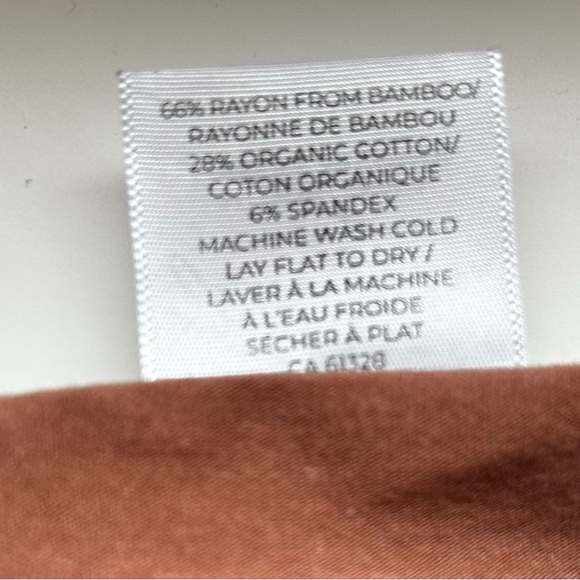 66% RAYON FROM BAMBOO/
RAYONNE DE BAMBOU
28% ORGANIC COTTON/
COTON ORGANIQUE
6% SPANDEX
MACHINE WASH COLD
LAY FLAT TO DRY /
LAVER À LA MACHINE
À L'EAU FROIDE
SÉCHER À PLAT
CA 61328